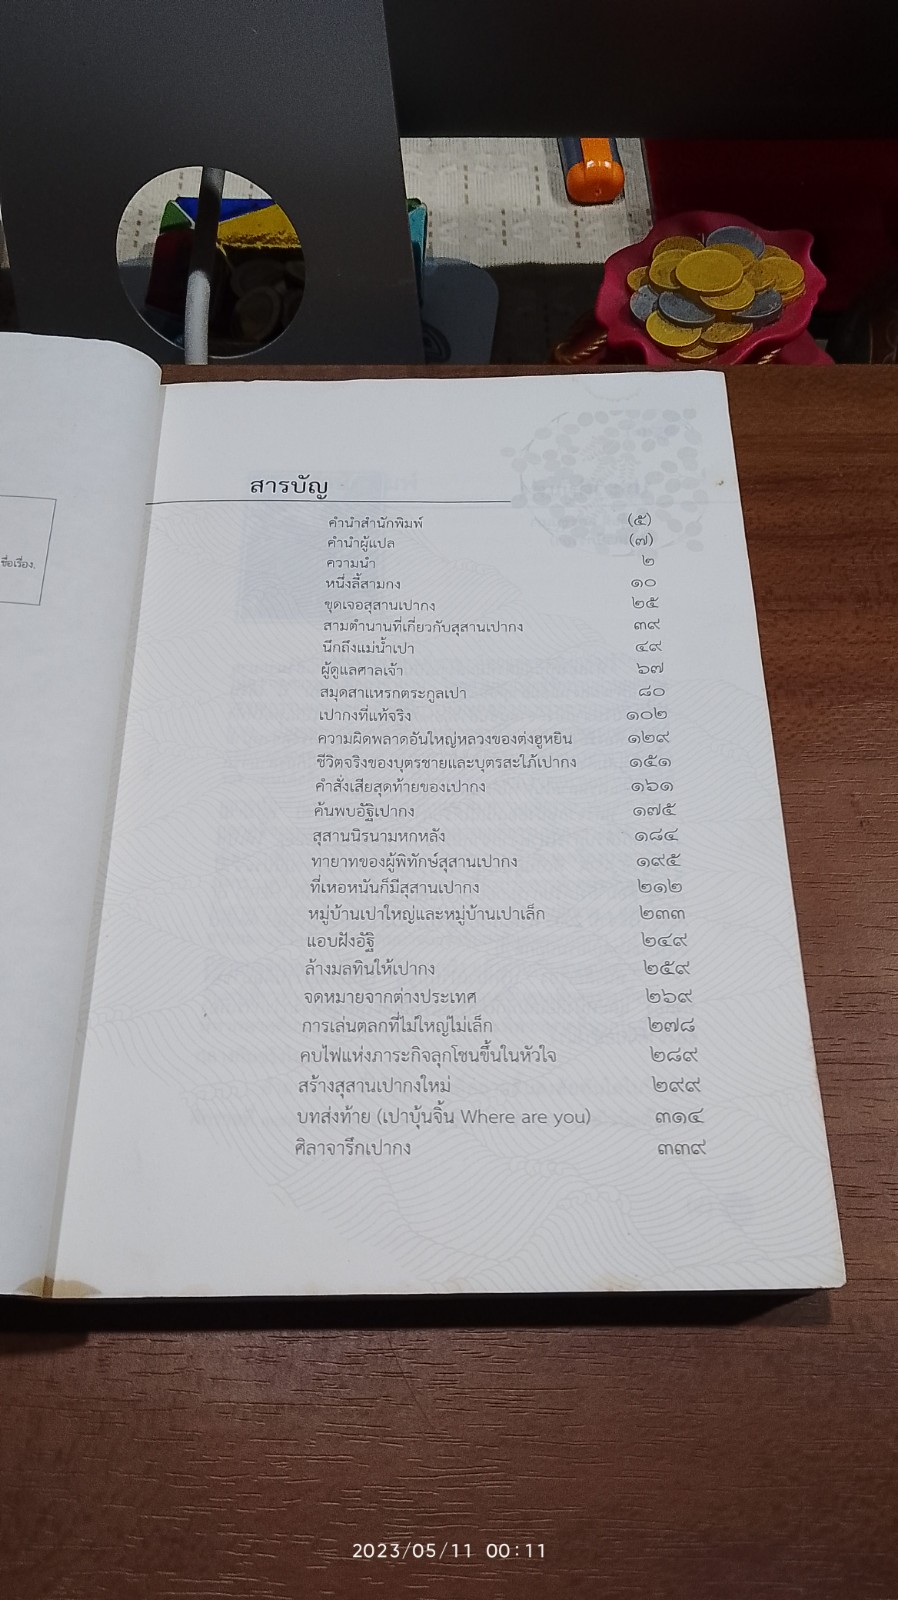 สารบัญ
คำนำสำนักพิมพ์ (๕)
คำนำผู้แปล (๗)
ความนำ ๒
หนึ่งลี้สามกง ๑๐
ขุดเจอสุสานเปากง ๒๕
สามตำนานที่เกี่ยวกับสุสานเปากง ๓๙
นึกถึงแม่น้ำเปา ๔๙
ผู้ดูแลศาลเจ้า ๖๗
สมุดสาแหรกตระกูลเปา ๘๐
เปากงที่แท้จริง ๑๐๒
ความผิดพลาดอันใหญ่หลวงของต่งฮูหยิน ๑๒๙
ชีวิตจริงของบุตรชายและบุตรสะใภ้เปากง ๑๕๑
คำสั่งเสียสุดท้ายของเปากง ๑๖๑
ค้นพบอัฐิเปากง ๑๗๕
สุสานนิรนามหกหลัง ๑๘๔
ทายาทของผู้พิทักษ์สุสานเปากง ๑๙๕
ที่เหอหนันก็มีสุสานเปากง ๒๑๒
หมู่บ้านเปาใหญ่และหมู่บ้านเปาเล็ก ๒๓๓
แอบฝังอัฐิ ๒๔๙
ล้างมลทินให้เปากง ๒๕๙
จดหมายจากต่างประเทศ ๒๖๙
การเล่นตลกที่ไม่ใหญ่ไม่เล็ก ๒๗๘
คบไฟแห่งภาระกิจลุกโชนขึ้นในหัวใจ ๒๘๙
สร้างสุสานเปากงใหม่ ๒๙๙
บทส่งท้าย (เปาบุ้นจิ้น Where are you) ๓๑๔
ศิลาจารึกเปากง ๓๓๙
ชื่อเรื่อง.
2023/05/11 00:11